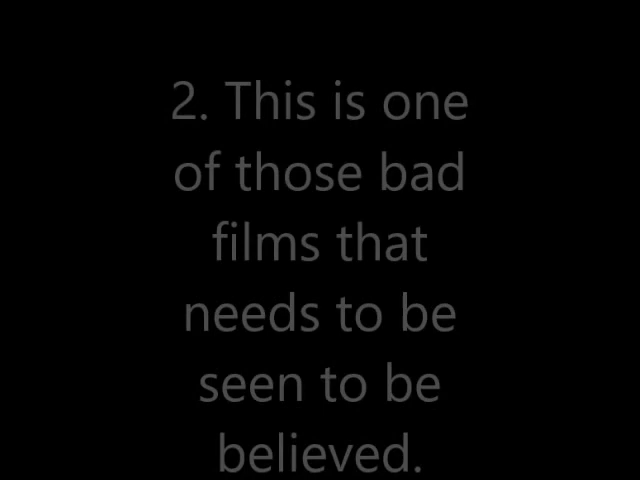 2. This is one
of those bad
films that
needs to be
seen to be
believed.